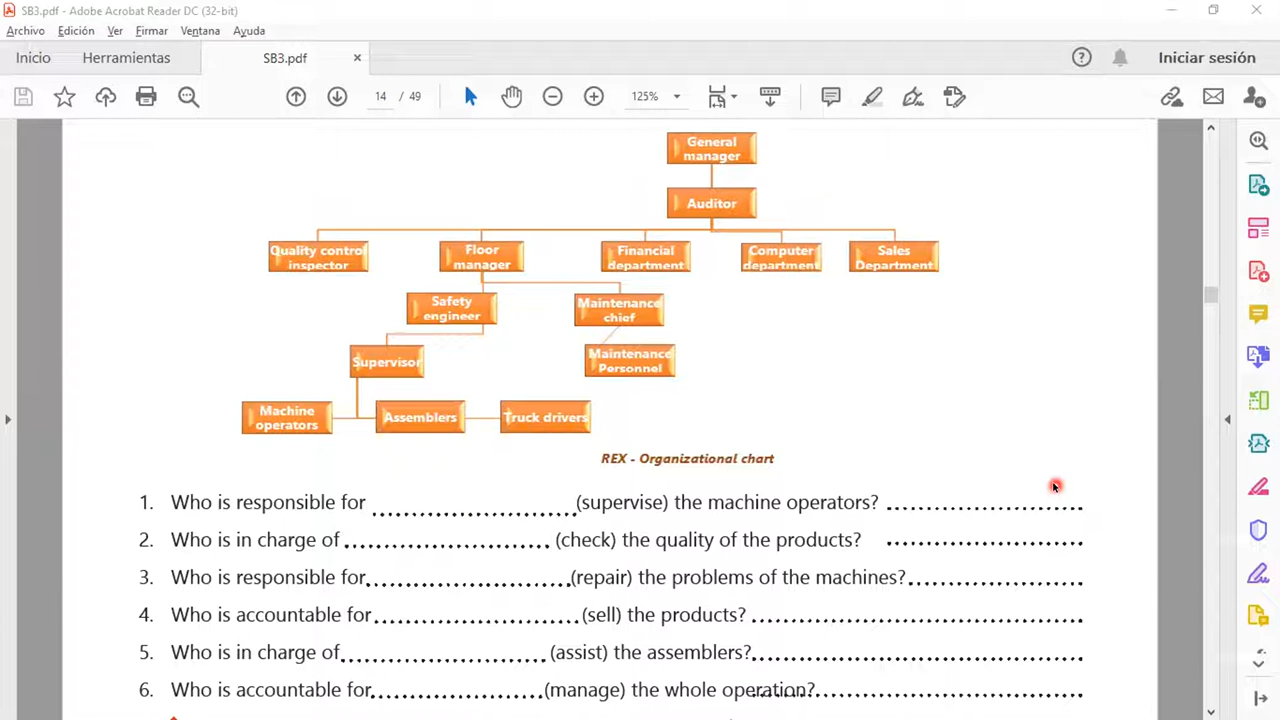 SB3.pdf - Adobe Acrobat Reader DC (32-bit)
Archivo Edición Ver Firmar Ventana Ayuda
Inicio Herramientas SB3.pdf × Iniciar sesión
14 / 49 125%
General
manager
Auditor
Quality control
inspector
Floor
manager
Financial
department
Computer
department
Sales
Department
Safety
engineer
Maintenance
chief
Supervisor
Maintenance
Personnel
Machine
operators
Assemblers
Truck drivers
REX - Organizational chart
1. Who is responsible for ........................... (supervise) the machine operators? ...........................
2. Who is in charge of ........................... (check) the quality of the products? ...........................
3. Who is responsible for........................... (repair) the problems of the machines?...........................
4. Who is accountable for........................... (sell) the products? ...........................
5. Who is in charge of........................... (assist) the assemblers?...........................
6. Who is accountable for........................... (manage) the whole operation?...........................